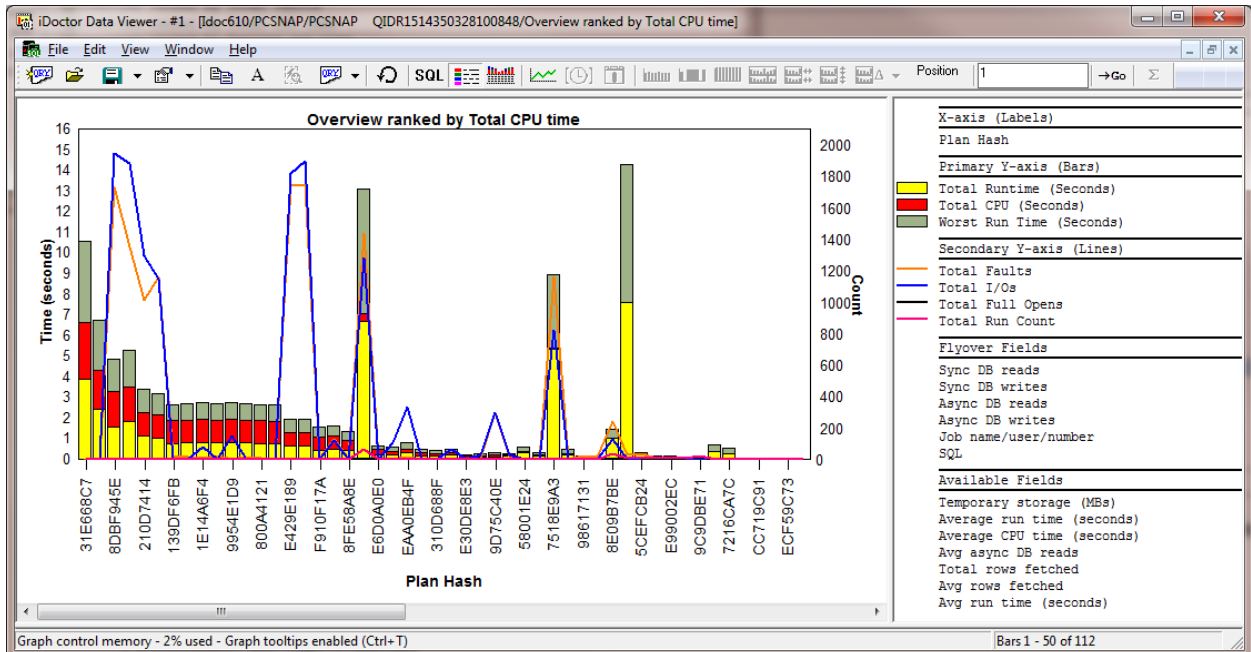 iDoctor Data Viewer - #1 - [Idoc610/PCSNAP/PCSNAP QIDR1514350328100848/Overview ranked by Total CPU time]
File Edit View Window Help
SQL Position 1 →Go Σ
Overview ranked by Total CPU time
16
15
14
13
12
11
10
9
8
7
6
5
4
3
2
1
0
Time (seconds)
2000
1800
1600
1400
1200
1000
800
600
400
200
0
Count
31E668C7
8DBF945E
210D7414
139DF6FB
1E14A6F4
9954E1D9
800A4121
E429E189
F910F17A
8FE58A8E
E6D0A0E0
EAA0EB4F
310D688F
E30DE8E3
9D75C40E
58001E24
7518E9A3
98617131
8E09B7BE
5CEFCB24
E99002EC
9C9DBE71
7216CA7C
CC719C91
ECF59C73
Plan Hash
X-axis (Labels)
Plan Hash
Primary Y-axis (Bars)
Total Runtime (Seconds)
Total CPU (Seconds)
Worst Run Time (Seconds)
Secondary Y-axis (Lines)
Total Faults
Total I/Os
Total Full Opens
Total Run Count
Flyover Fields
Sync DB reads
Sync DB writes
Async DB reads
Async DB writes
Job name/user/number
SQL
Available Fields
Temporary storage (MBs)
Average run time (seconds)
Average CPU time (seconds)
Avg async DB reads
Total rows fetched
Avg rows fetched
Avg run time (seconds)
Graph control memory - 2% used - Graph tooltips enabled (Ctrl+T)
Bars 1 - 50 of 112